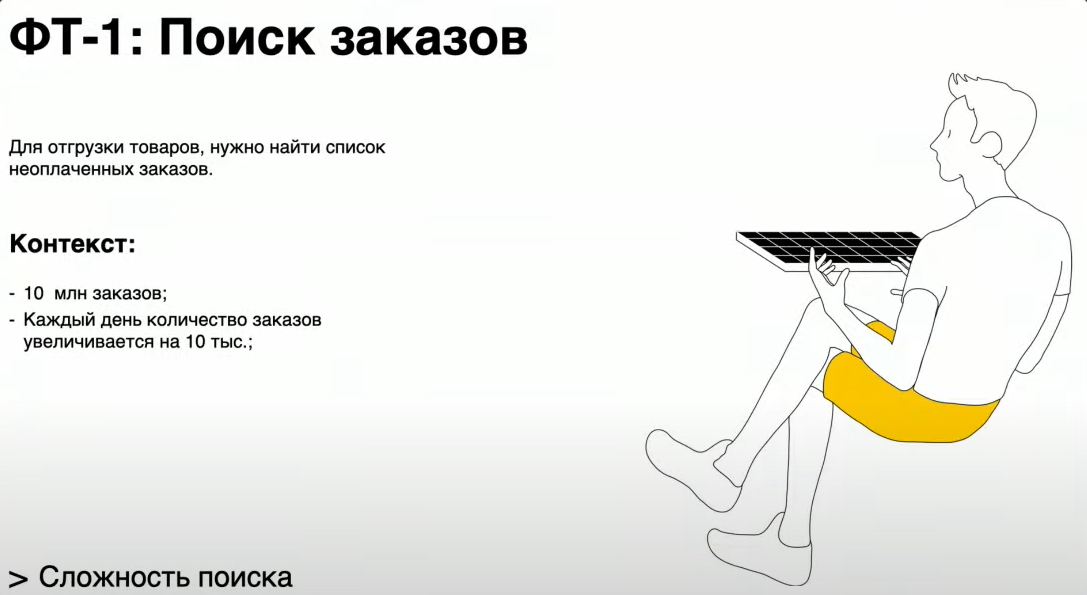 ФТ-1: Поиск заказов
Для отгрузки товаров, нужно найти список
неоплаченных заказов.
Контекст:
- 10 млн заказов;
- Каждый день количество заказов
увеличивается на 10 тыс.;
> Сложность поиска